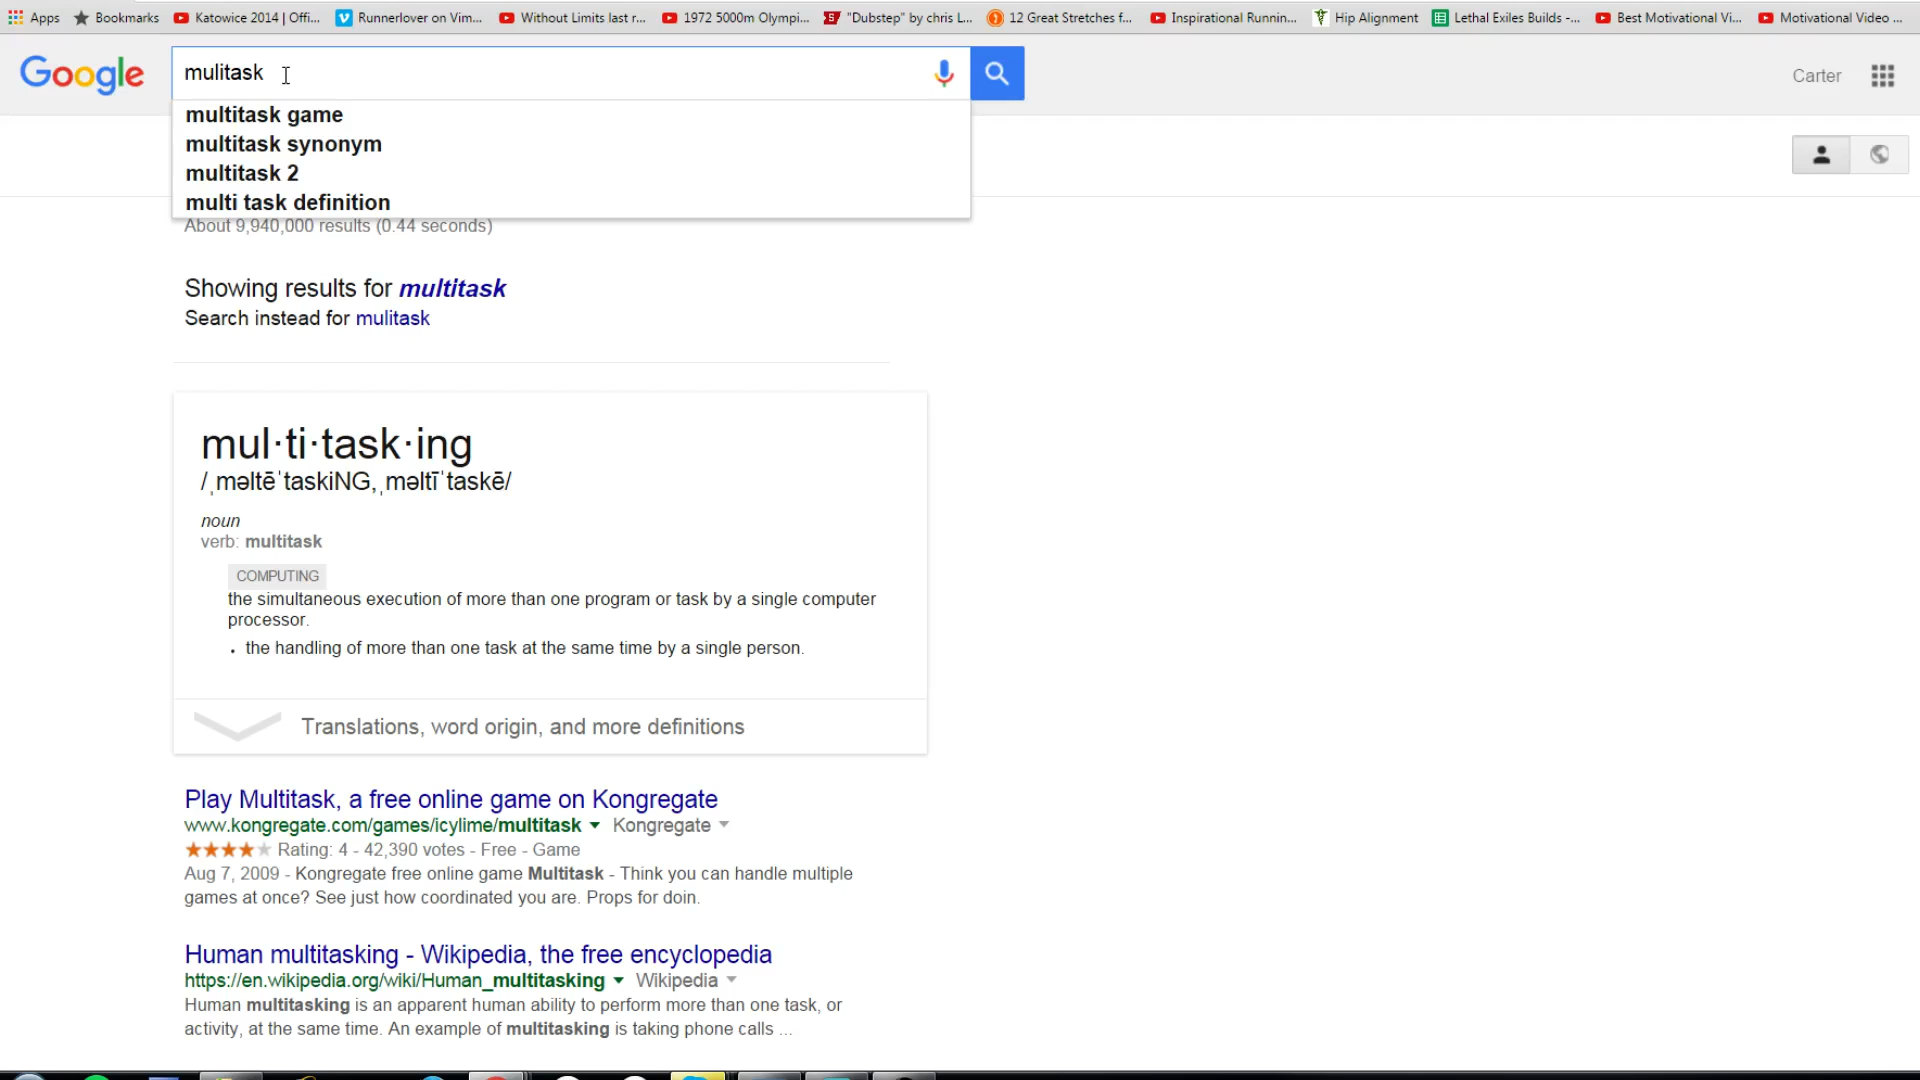 Apps Bookmarks Katowice 2014 | Offi... Runnerlover on Vim... Without Limits last r... 1972 5000m Olympi... "Dubstep" by chris L... 12 Great Stretches f... Inspirational Runnin... Hip Alignment Lethal Exiles Builds -... Best Motivational Vi... Motivational Video ...
Google mulitask Carter
multitask game
multitask synonym
multitask 2
multi task definition
About 9,940,000 results (0.44 seconds)
Showing results for multitask
Search instead for mulitask
mul·ti·task·ing
/ˌməltēˈtaskiNG,ˌməltīˈtaskē/
noun
verb: multitask
COMPUTING
the simultaneous execution of more than one program or task by a single computer
processor.
• the handling of more than one task at the same time by a single person.
Translations, word origin, and more definitions
Play Multitask, a free online game on Kongregate
www.kongregate.com/games/icylime/multitask Kongregate
Rating: 4 - 42,390 votes - Free - Game
Aug 7, 2009 - Kongregate free online game Multitask - Think you can handle multiple
games at once? See just how coordinated you are. Props for doin.
Human multitasking - Wikipedia, the free encyclopedia
https://en.wikipedia.org/wiki/Human_multitasking Wikipedia
Human multitasking is an apparent human ability to perform more than one task, or
activity, at the same time. An example of multitasking is taking phone calls ...